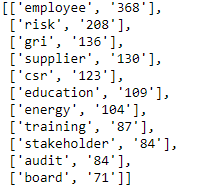 [['employee', '368'],
['risk', '208'],
['gri', '136'],
['supplier', '130'],
['csr', '123'],
['education', '109'],
['energy', '104'],
['training', '87'],
['stakeholder', '84'],
['audit', '84'],
['board', '71']]